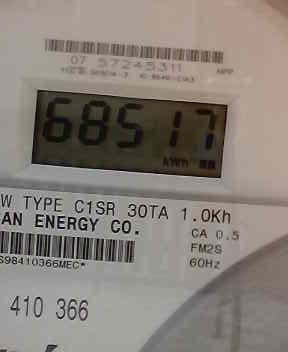 07 57245311
68517
kWh
W TYPE C1SR 30TA 1.0Kh
AN ENERGY CO.
CA 0.5
FM2S
S98410366MEC*
60Hz
410 366